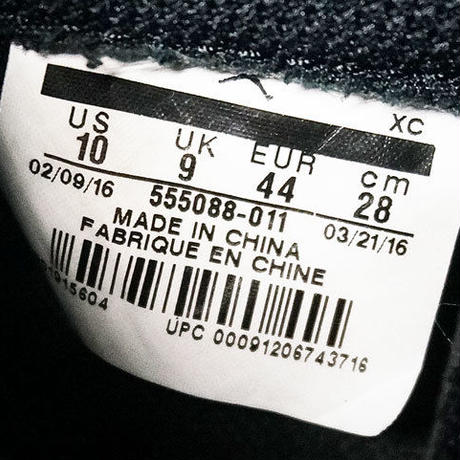 XC
US UK EUR cm
10 9 44 28
02/09/16 555088-011 03/21/16
MADE IN CHINA
FABRIQUE EN CHINE
UPC 00091206743716